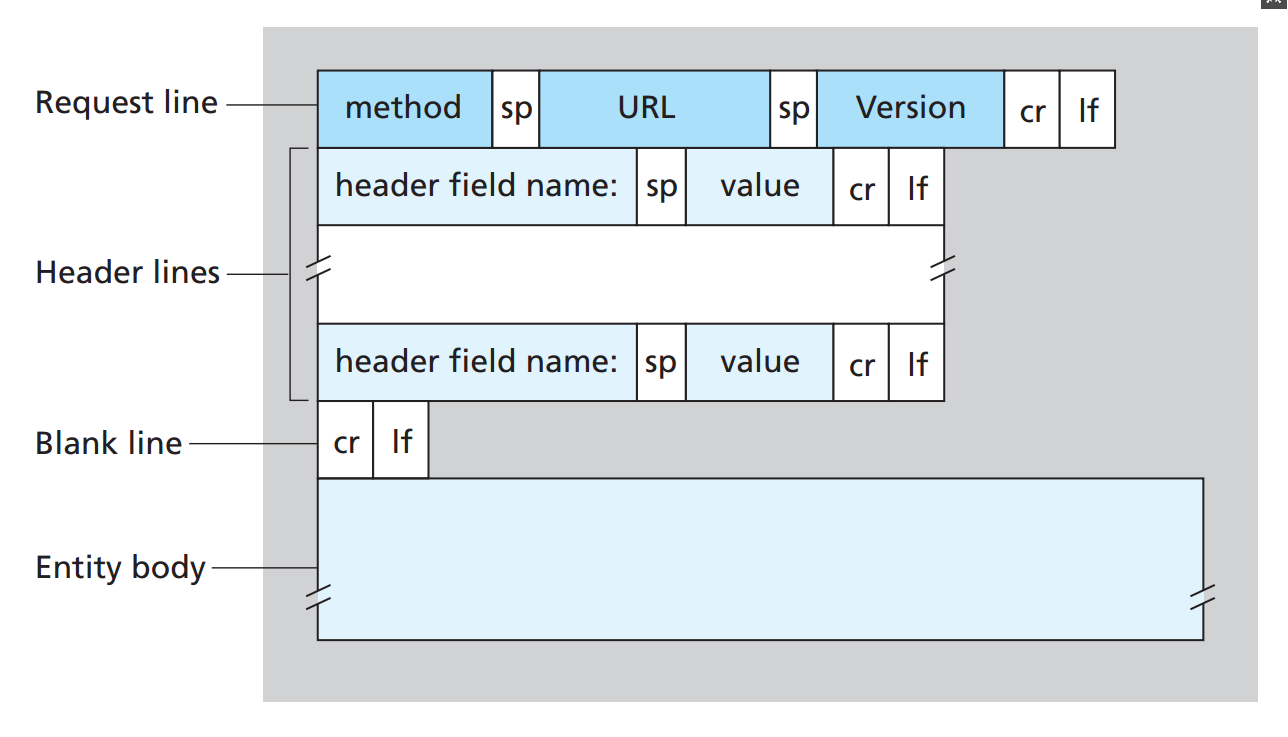 Request line method sp URL sp Version cr lf
header field name: sp value cr lf
Header lines
header field name: sp value cr lf
Blank line cr lf
Entity body